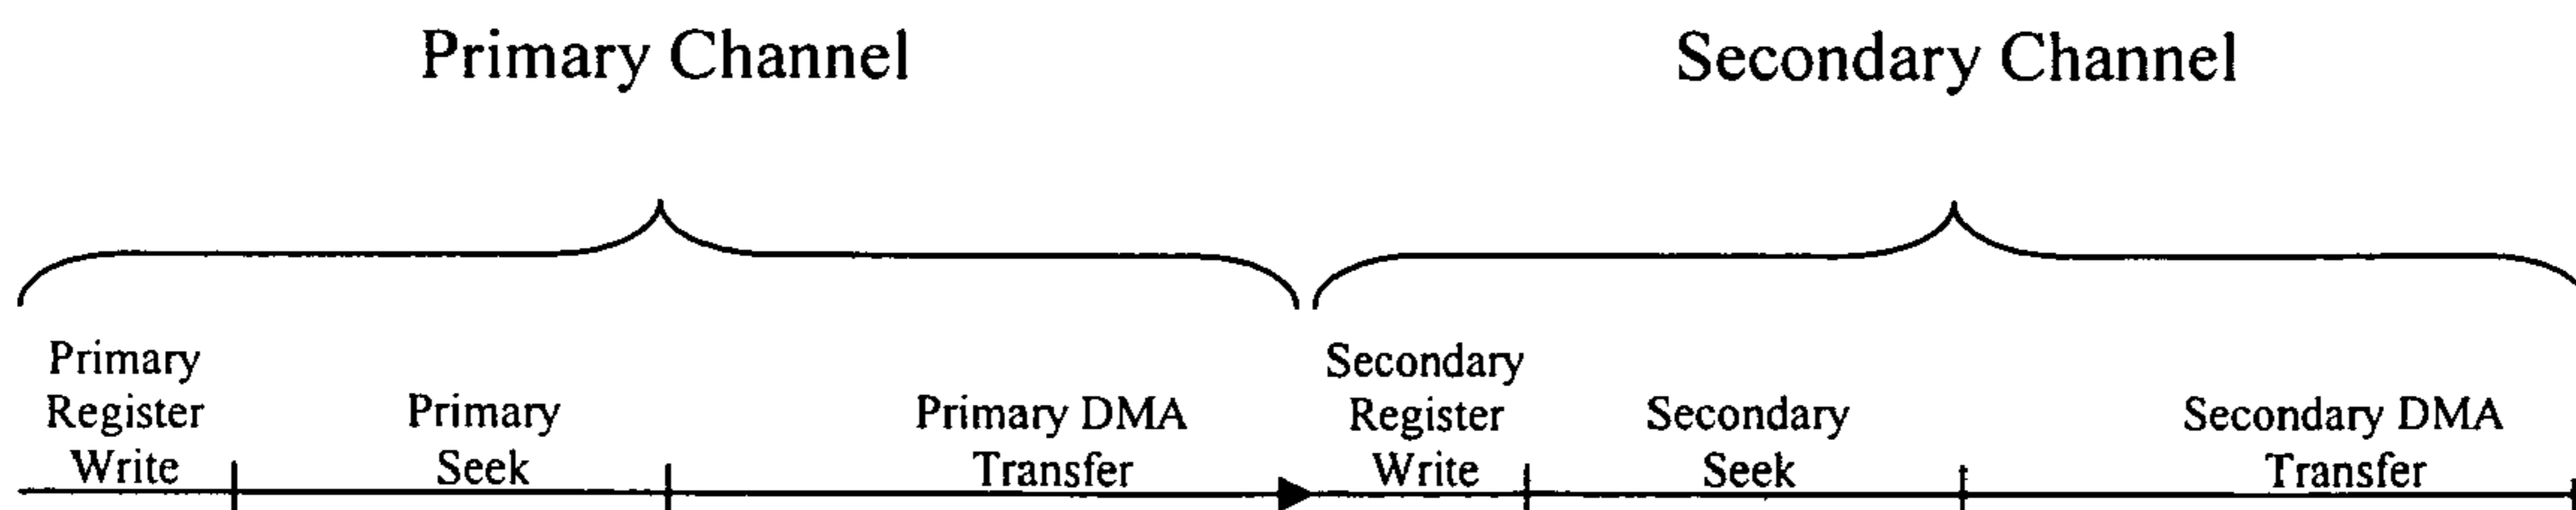 Primary Channel
Secondary Channel
Primary
Register
Write
Primary
Seek
Primary DMA
Transfer
Secondary
Register
Write
Secondary
Seek
Secondary DMA
Transfer